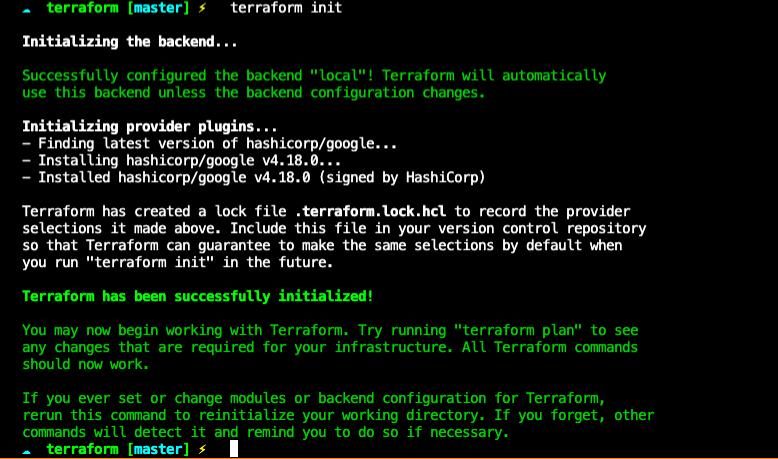 ☁  terraform [master] ⚡  terraform init
Initializing the backend...
Successfully configured the backend "local"! Terraform will automatically
use this backend unless the backend configuration changes.
Initializing provider plugins...
- Finding latest version of hashicorp/google...
- Installing hashicorp/google v4.18.0...
- Installed hashicorp/google v4.18.0 (signed by HashiCorp)
Terraform has created a lock file .terraform.lock.hcl to record the provider
selections it made above. Include this file in your version control repository
so that Terraform can guarantee to make the same selections by default when
you run "terraform init" in the future.
Terraform has been successfully initialized!
You may now begin working with Terraform. Try running "terraform plan" to see
any changes that are required for your infrastructure. All Terraform commands
should now work.
If you ever set or change modules or backend configuration for Terraform,
rerun this command to reinitialize your working directory. If you forget, other
commands will detect it and remind you to do so if necessary.
☁  terraform [master] ⚡